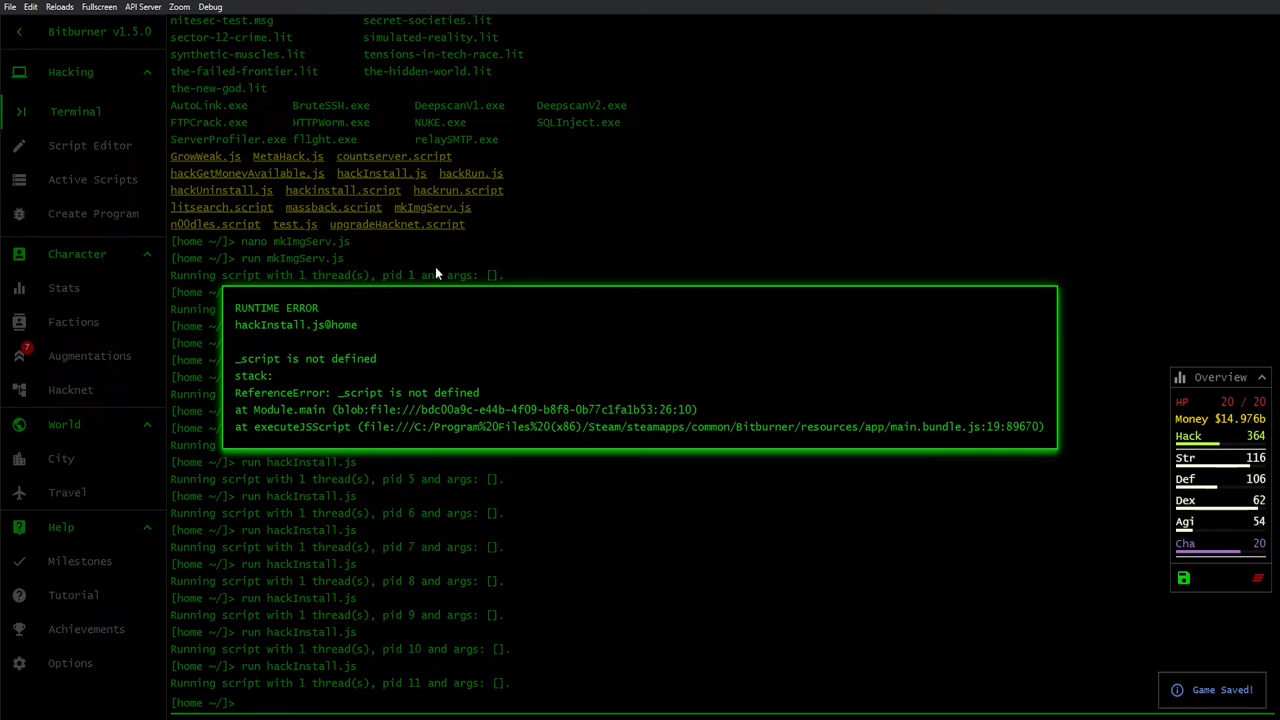 File Edit Reloads Fullscreen API Server Zoom Debug
Bitburner v1.5.0
Hacking
Terminal
Script Editor
Active Scripts
Create Program
Character
Stats
Factions
7
Augmentations
Hacknet
World
City
Travel
Help
Milestones
Tutorial
Achievements
Options
nitesec-test.msg secret-societies.lit
sector-12-crime.lit simulated-reality.lit
synthetic-muscles.lit tensions-in-tech-race.lit
the-failed-frontier.lit the-hidden-world.lit
the-new-god.lit
AutoLink.exe BruteSSH.exe DeepscanV1.exe DeepscanV2.exe
FTPCrack.exe HTTPWorm.exe NUKE.exe SQLInject.exe
ServerProfiler.exe fl1ght.exe relaySMTP.exe
GrowWeak.js MetaHack.js countserver.script
hackGetMoneyAvailable.js hackInstall.js hackRun.js
hackUninstall.js hackinstall.script hackrun.script
litsearch.script massback.script mkImgServ.js
n00dles.script test.js upgradeHacknet.script
[home ~/]> nano mkImgServ.js
[home ~/]> run mkImgServ.js
Running script with 1 thread(s), pid 1 and args: [].
[home ~/
Running
[home ~/
[home ~/
[home ~/
[home ~/
Running
[home ~/
[home ~/
Running
RUNTIME ERROR
hackInstall.js@home
_script is not defined
stack:
ReferenceError: _script is not defined
at Module.main (blob:file:///bdc00a9c-e44b-4f09-b8f8-0b77c1fa1b53:26:10)
at executeJSScript (file:///C:/Program%20Files%20(x86)/Steam/steamapps/common/Bitburner/resources/app/main.bundle.js:19:89670)
[home ~/]> run hackInstall.js
Running script with 1 thread(s), pid 5 and args: [].
[home ~/]> run hackInstall.js
Running script with 1 thread(s), pid 6 and args: [].
[home ~/]> run hackInstall.js
Running script with 1 thread(s), pid 7 and args: [].
[home ~/]> run hackInstall.js
Running script with 1 thread(s), pid 8 and args: [].
[home ~/]> run hackInstall.js
Running script with 1 thread(s), pid 9 and args: [].
[home ~/]> run hackInstall.js
Running script with 1 thread(s), pid 10 and args: [].
[home ~/]> run hackInstall.js
Running script with 1 thread(s), pid 11 and args: [].
[home ~/]>
Overview
HP 20 / 20
Money $14.976b
Hack 364
Str 116
Def 106
Dex 62
Agi 54
Cha 20
Game Saved!